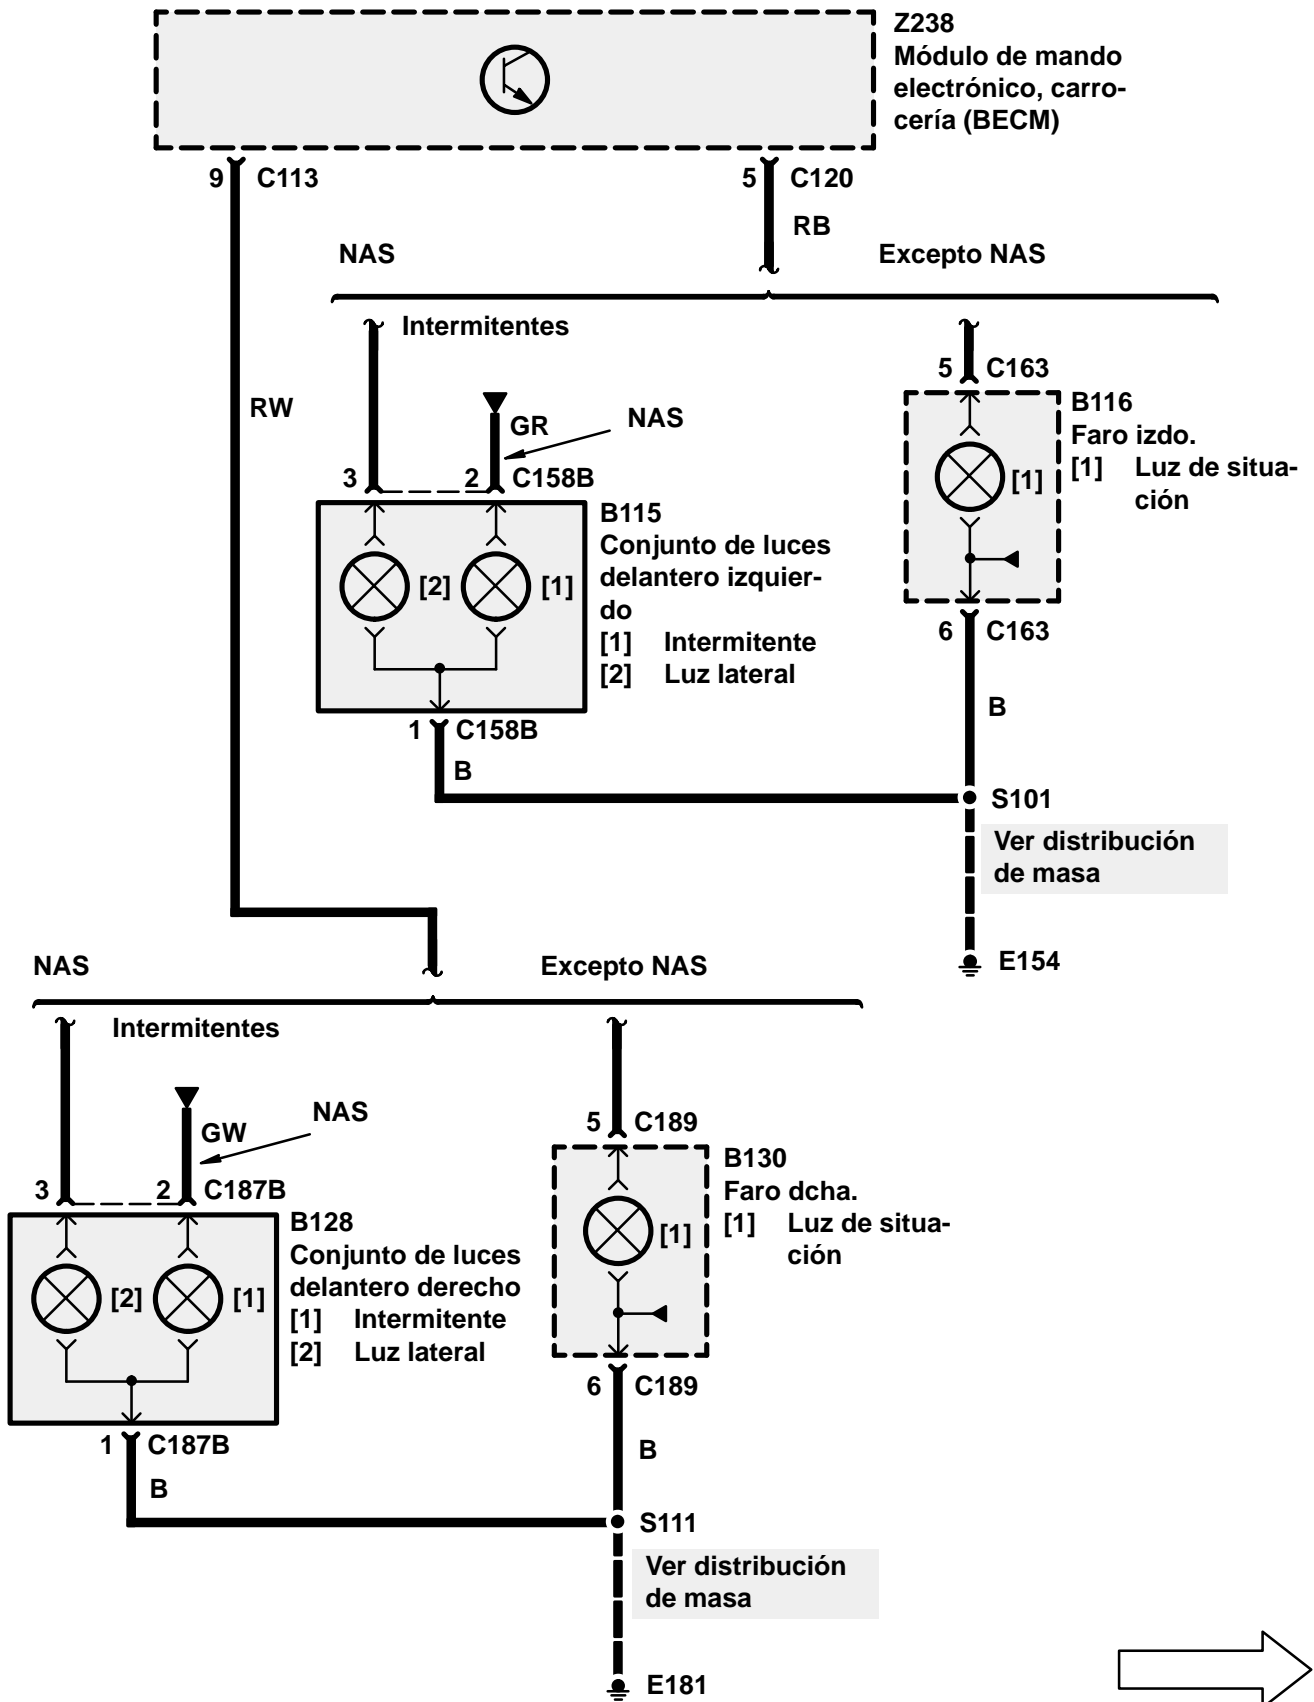 Z238
Módulo de mando
electrónico, carro-
cería (BECM)
9 C113
5 C120
RB
NAS
Excepto NAS
Intermitentes
RW
GR
NAS
3
2 C158B
B115
Conjunto de luces
delantero izquier-
do
[1] Intermitente
[2] Luz lateral
[2]
[1]
1 C158B
B
5 C163
B116
Faro izdo.
[1] Luz de situa-
ción
[1]
6 C163
B
S101
Ver distribución
de masa
E154
NAS
Excepto NAS
Intermitentes
GW
NAS
3
2 C187B
B128
Conjunto de luces
delantero derecho
[1] Intermitente
[2] Luz lateral
[2]
[1]
1 C187B
B
5 C189
B130
Faro dcha.
[1] Luz de situa-
ción
[1]
6 C189
B
S111
Ver distribución
de masa
E181